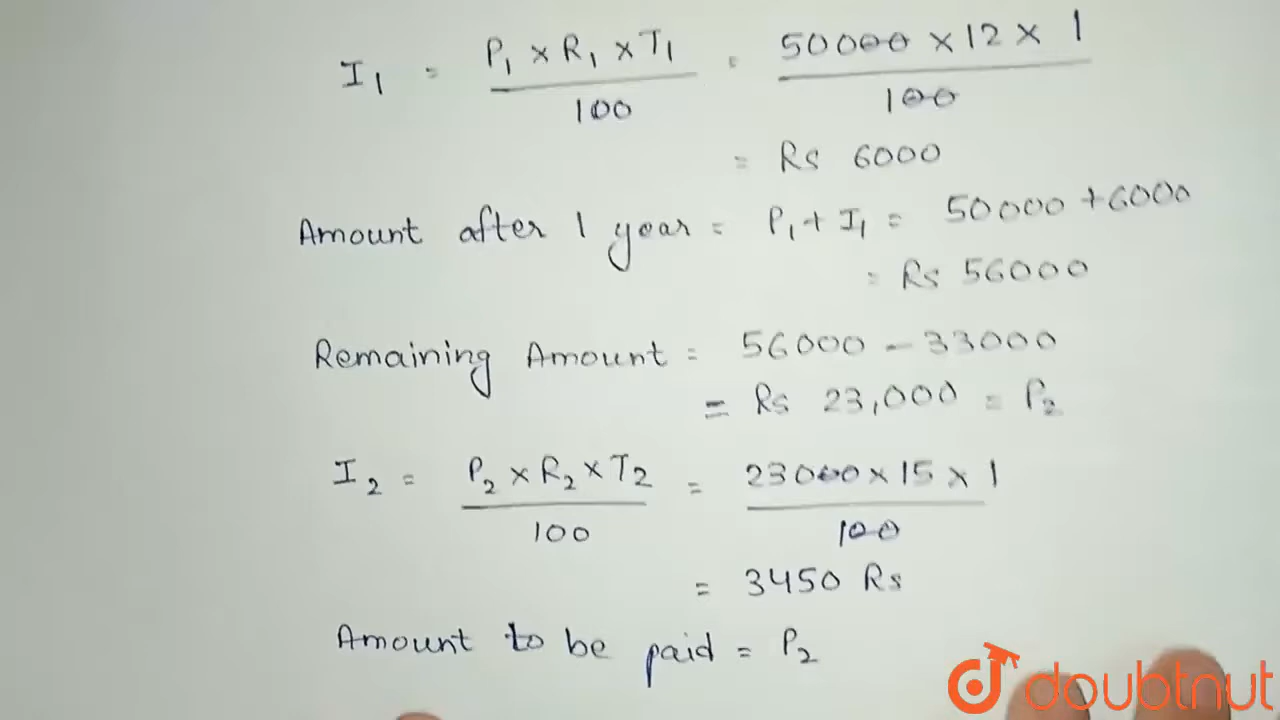 I₁ = P₁ × R₁ × T₁ / 100 = 50000 × 12 × 1 / 100
= Rs 6000
Amount after 1 year = P₁ + I₁ = 50000 + 6000
= Rs 56000
Remaining Amount = 56000 - 33000
= Rs 23,000 = P₂
I₂ = P₂ × R₂ × T₂ / 100 = 23000 × 15 × 1 / 100
= 3450 Rs
Amount to be paid = P₂
doubtnut